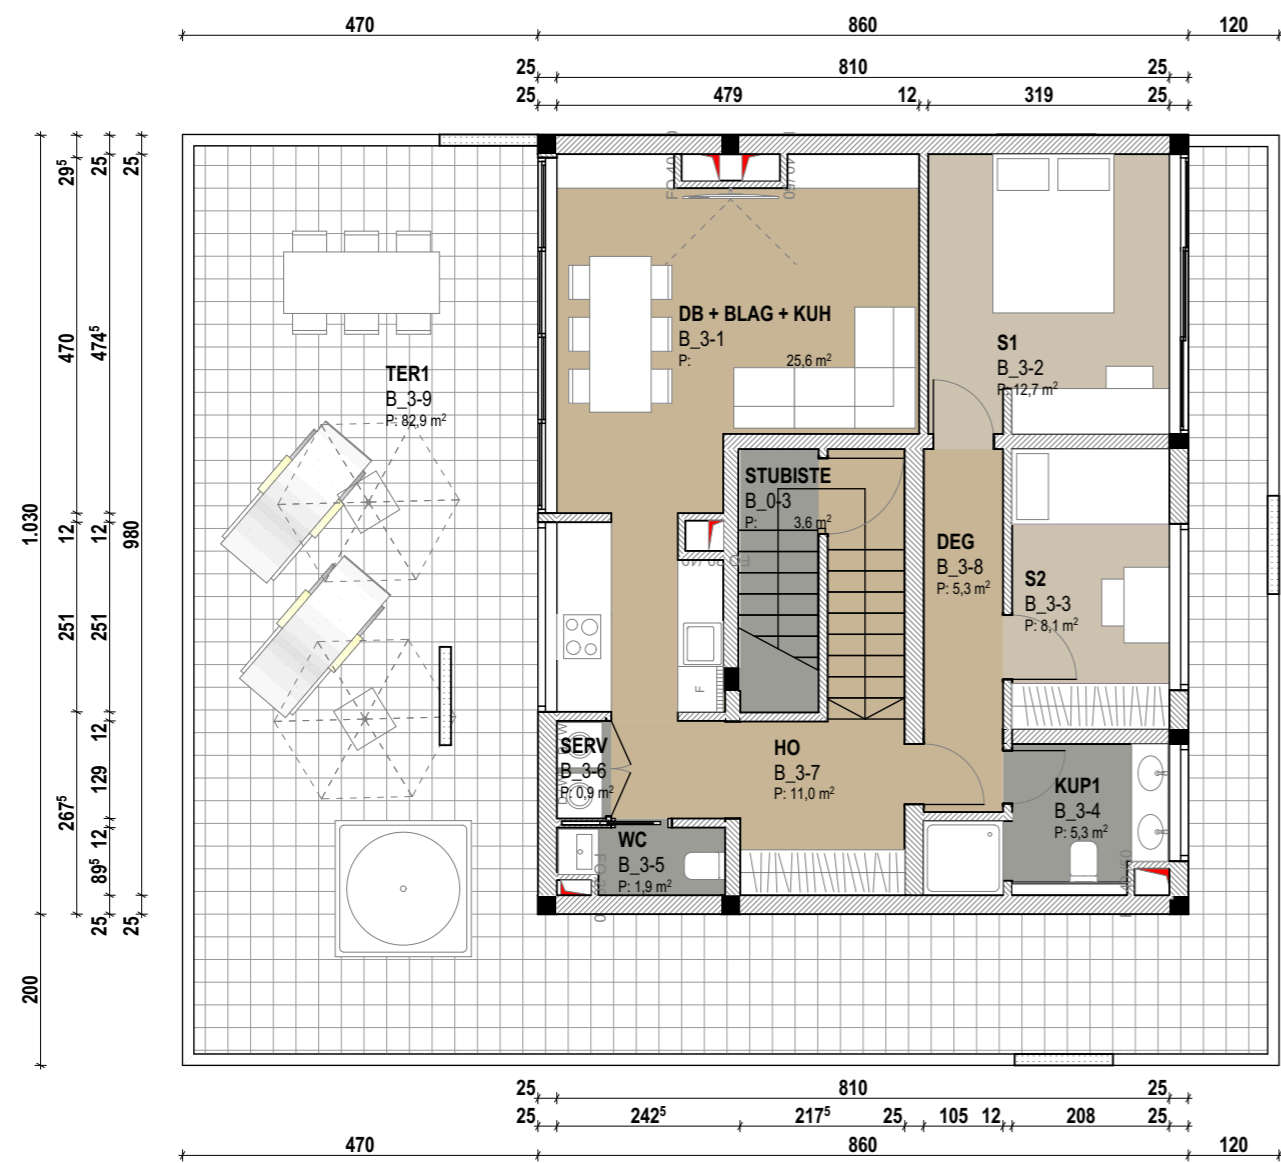 470
860
120
25
810
25
25
479
12
319
25
29⁵
25
25
470
474⁵
1.030
12
12
980
251
251
12
129
267⁵
12
89⁵
25
25
200
DB + BLAG + KUH
B_3-1
P: 25,6 m²
S1
B_3-2
P: 12,7 m²
TER1
B_3-9
P: 82,9 m²
STUBISTE
B_0-3
P: 3,6 m²
DEG
B_3-8
P: 5,3 m²
S2
B_3-3
P: 8,1 m²
F
SERV
B_3-6
P: 0,9 m²
HO
B_3-7
P: 11,0 m²
KUP1
B_3-4
P: 5,3 m²
WC
B_3-5
P: 1,9 m²
25
810
25
25
242⁵
217⁵
25
105
12
208
25
470
860
120